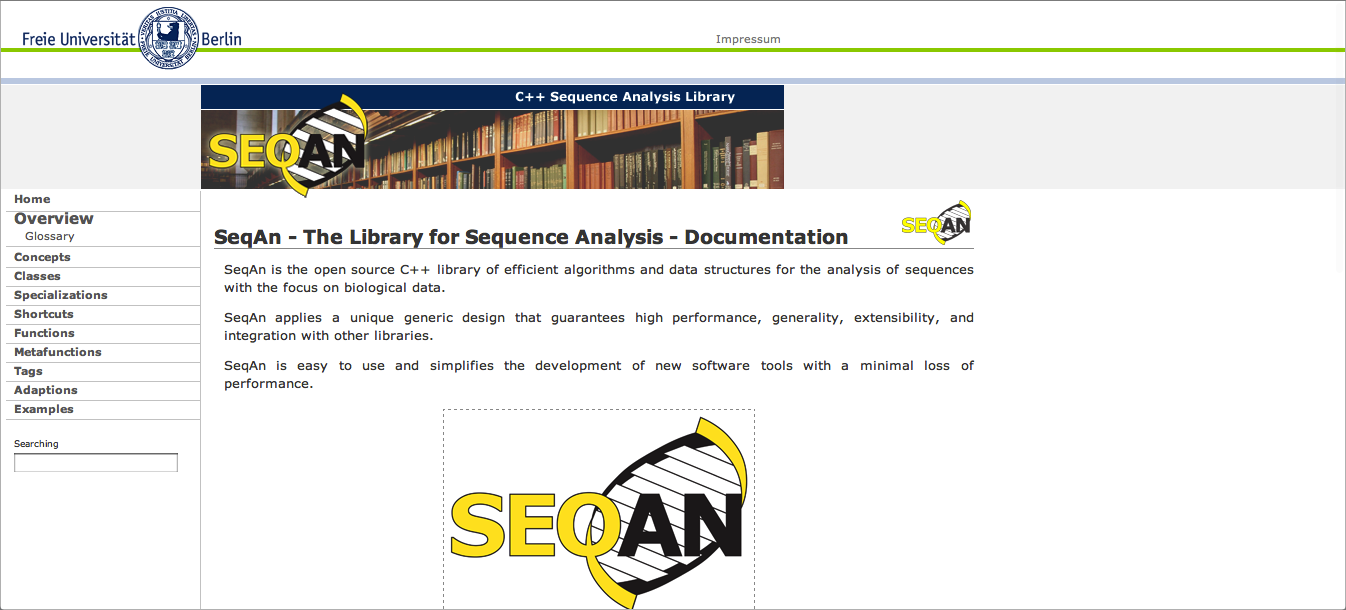 Freie Universität Berlin
Impressum
C++ Sequence Analysis Library
SEQAN
Home
Overview
Glossary
Concepts
Classes
Specializations
Shortcuts
Functions
Metafunctions
Tags
Adaptions
Examples
Searching
SEQAN
SeqAn - The Library for Sequence Analysis - Documentation
SeqAn is the open source C++ library of efficient algorithms and data structures for the analysis of sequences
with the focus on biological data.
SeqAn applies a unique generic design that guarantees high performance, generality, extensibility, and
integration with other libraries.
SeqAn is easy to use and simplifies the development of new software tools with a minimal loss of
performance.
SEQAN